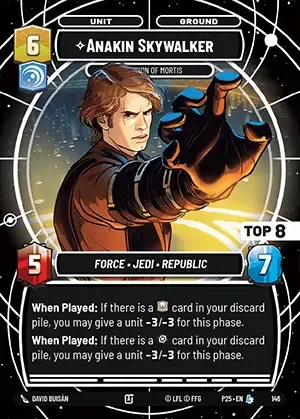 UNIT GROUND
6
✧ANAKIN SKYWALKER
ION OF MORTIS
TOP 8
5
FORCE • JEDI • REPUBLIC
7
When Played: If there is a card in your discard
pile, you may give a unit -3/-3 for this phase.
When Played: If there is a card in your discard
pile, you may give a unit -3/-3 for this phase.
DAVID BUISÁN © LFL © FFG P25 • EN 146